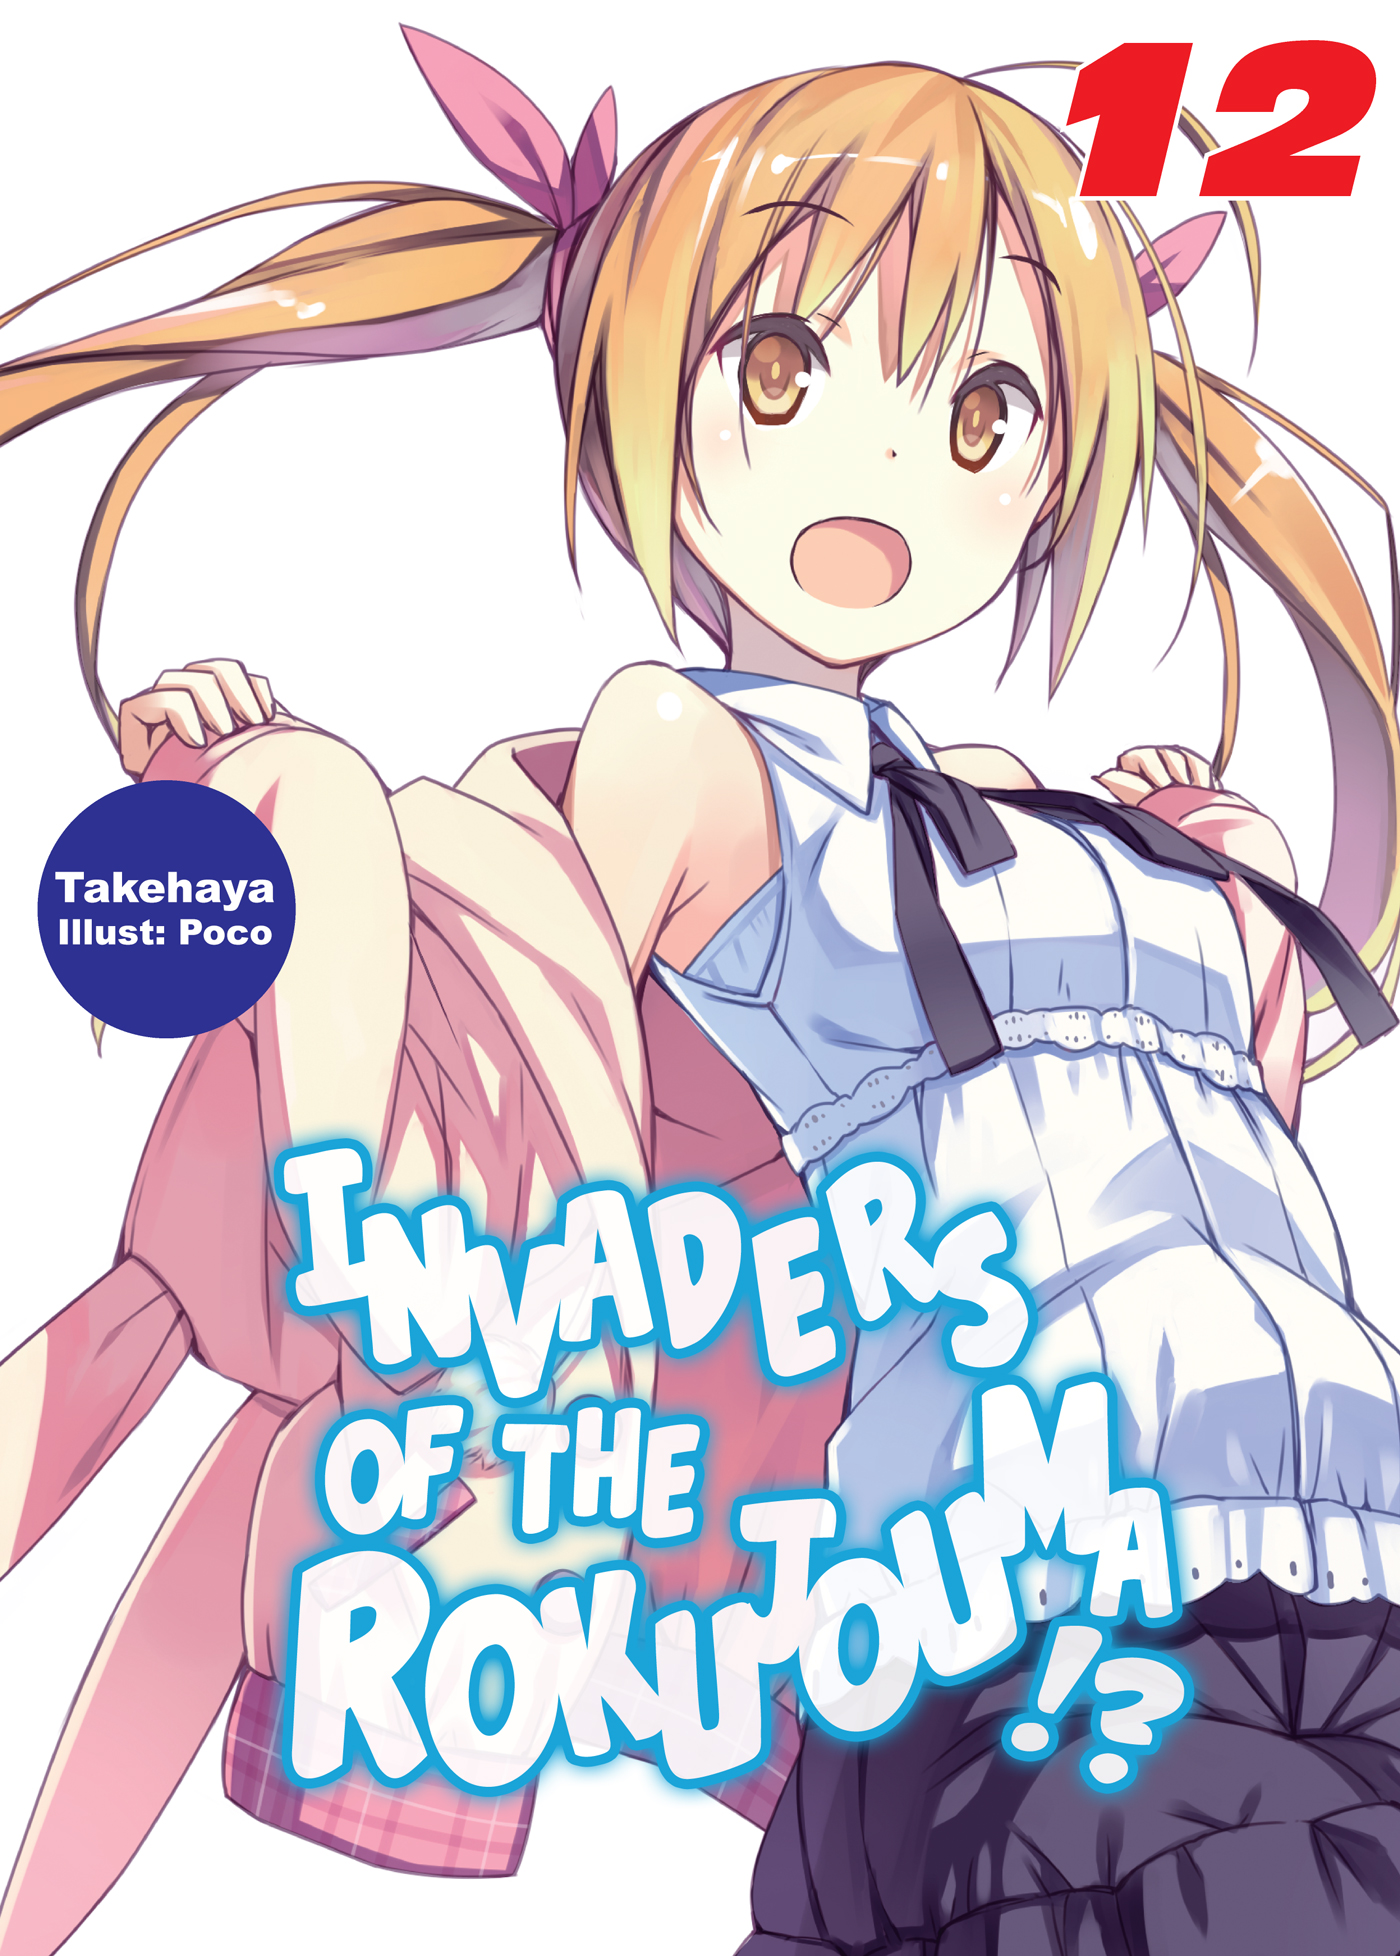 12
Takehaya
Illust: Poco
INVADERS
OF THE
ROKUJOUMA
!?